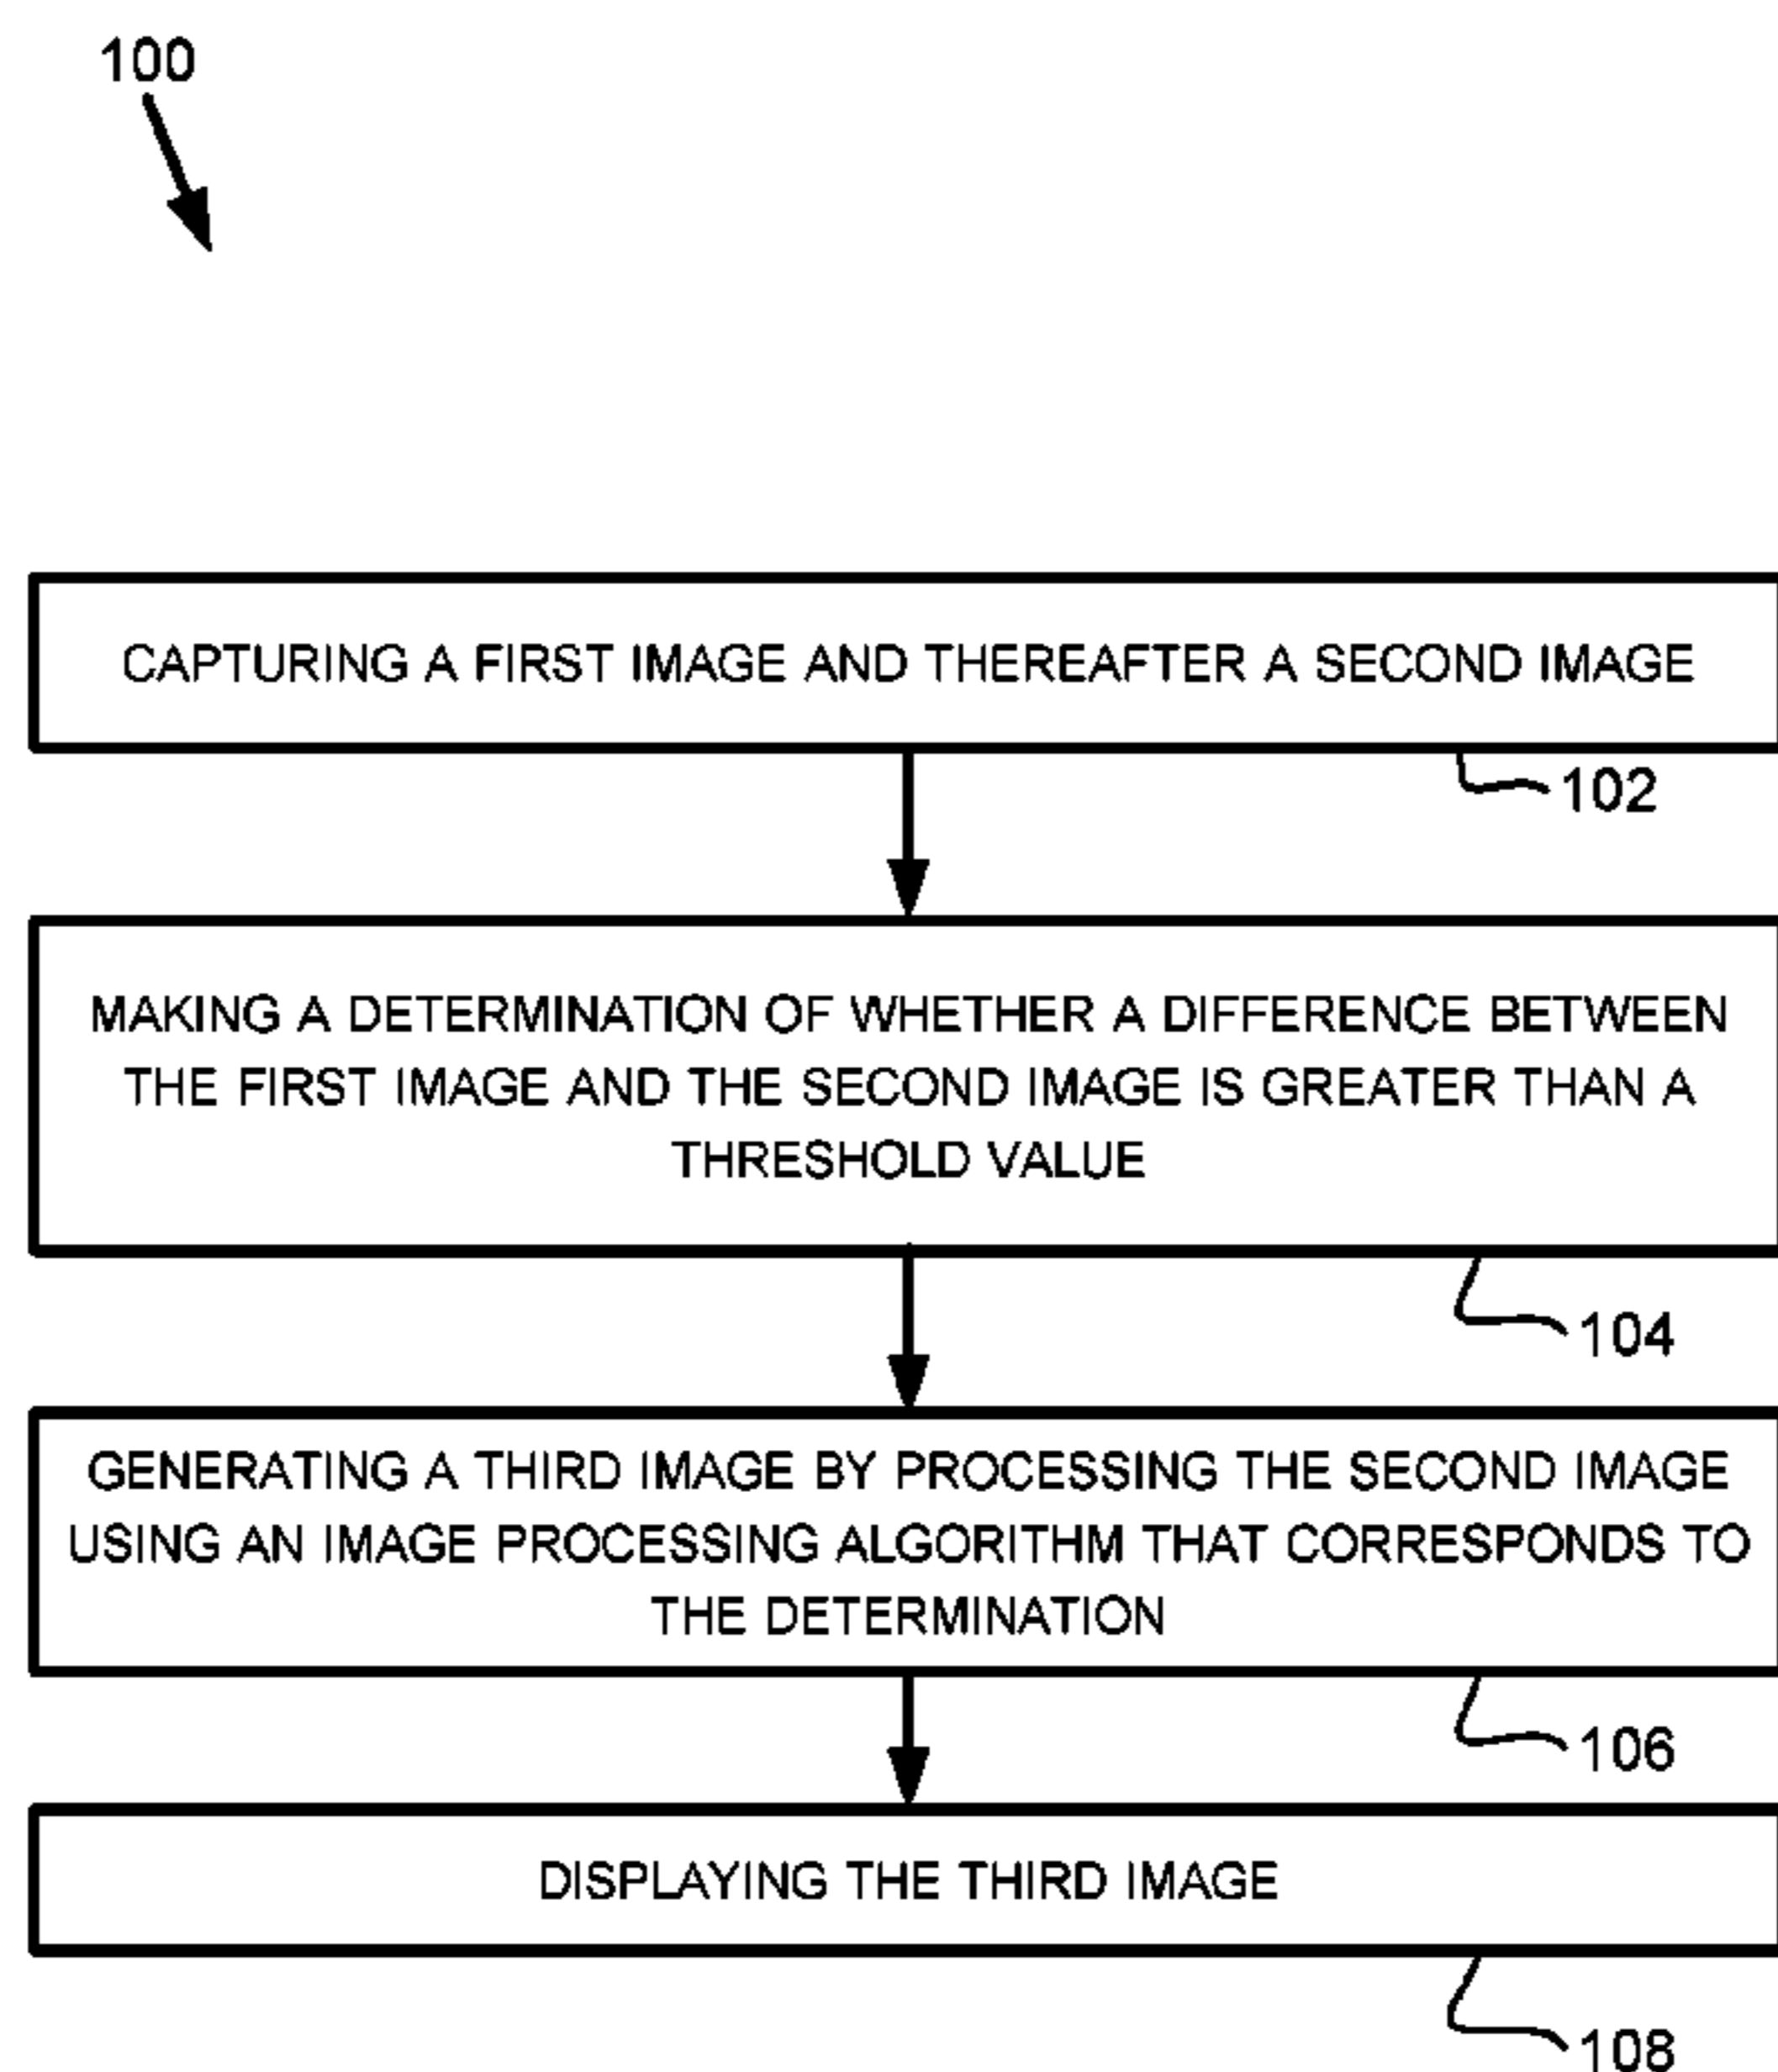 100
CAPTURING A FIRST IMAGE AND THEREAFTER A SECOND IMAGE
102
MAKING A DETERMINATION OF WHETHER A DIFFERENCE BETWEEN
THE FIRST IMAGE AND THE SECOND IMAGE IS GREATER THAN A
THRESHOLD VALUE
104
GENERATING A THIRD IMAGE BY PROCESSING THE SECOND IMAGE
USING AN IMAGE PROCESSING ALGORITHM THAT CORRESPONDS TO
THE DETERMINATION
106
DISPLAYING THE THIRD IMAGE
108